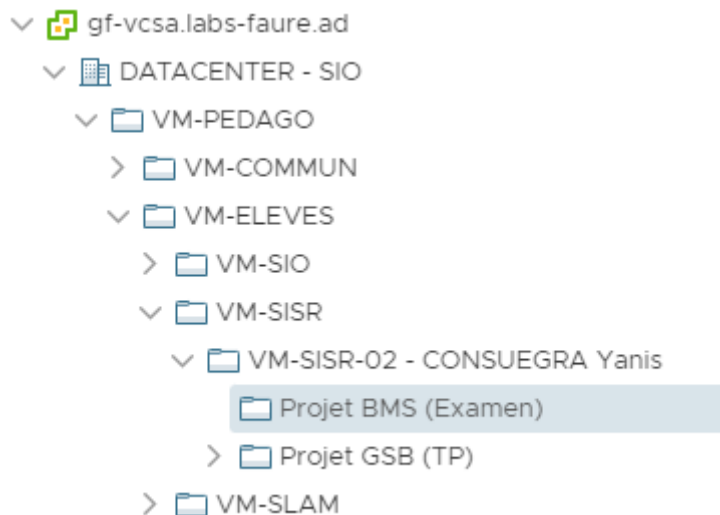 gf-vcsa.labs-faure.ad
DATACENTER - SIO
VM-PEDAGO
VM-COMMUN
VM-ELEVES
VM-SIO
VM-SISR
VM-SISR-02 - CONSUEGRA Yanis
Projet BMS (Examen)
Projet GSB (TP)
VM-SLAM